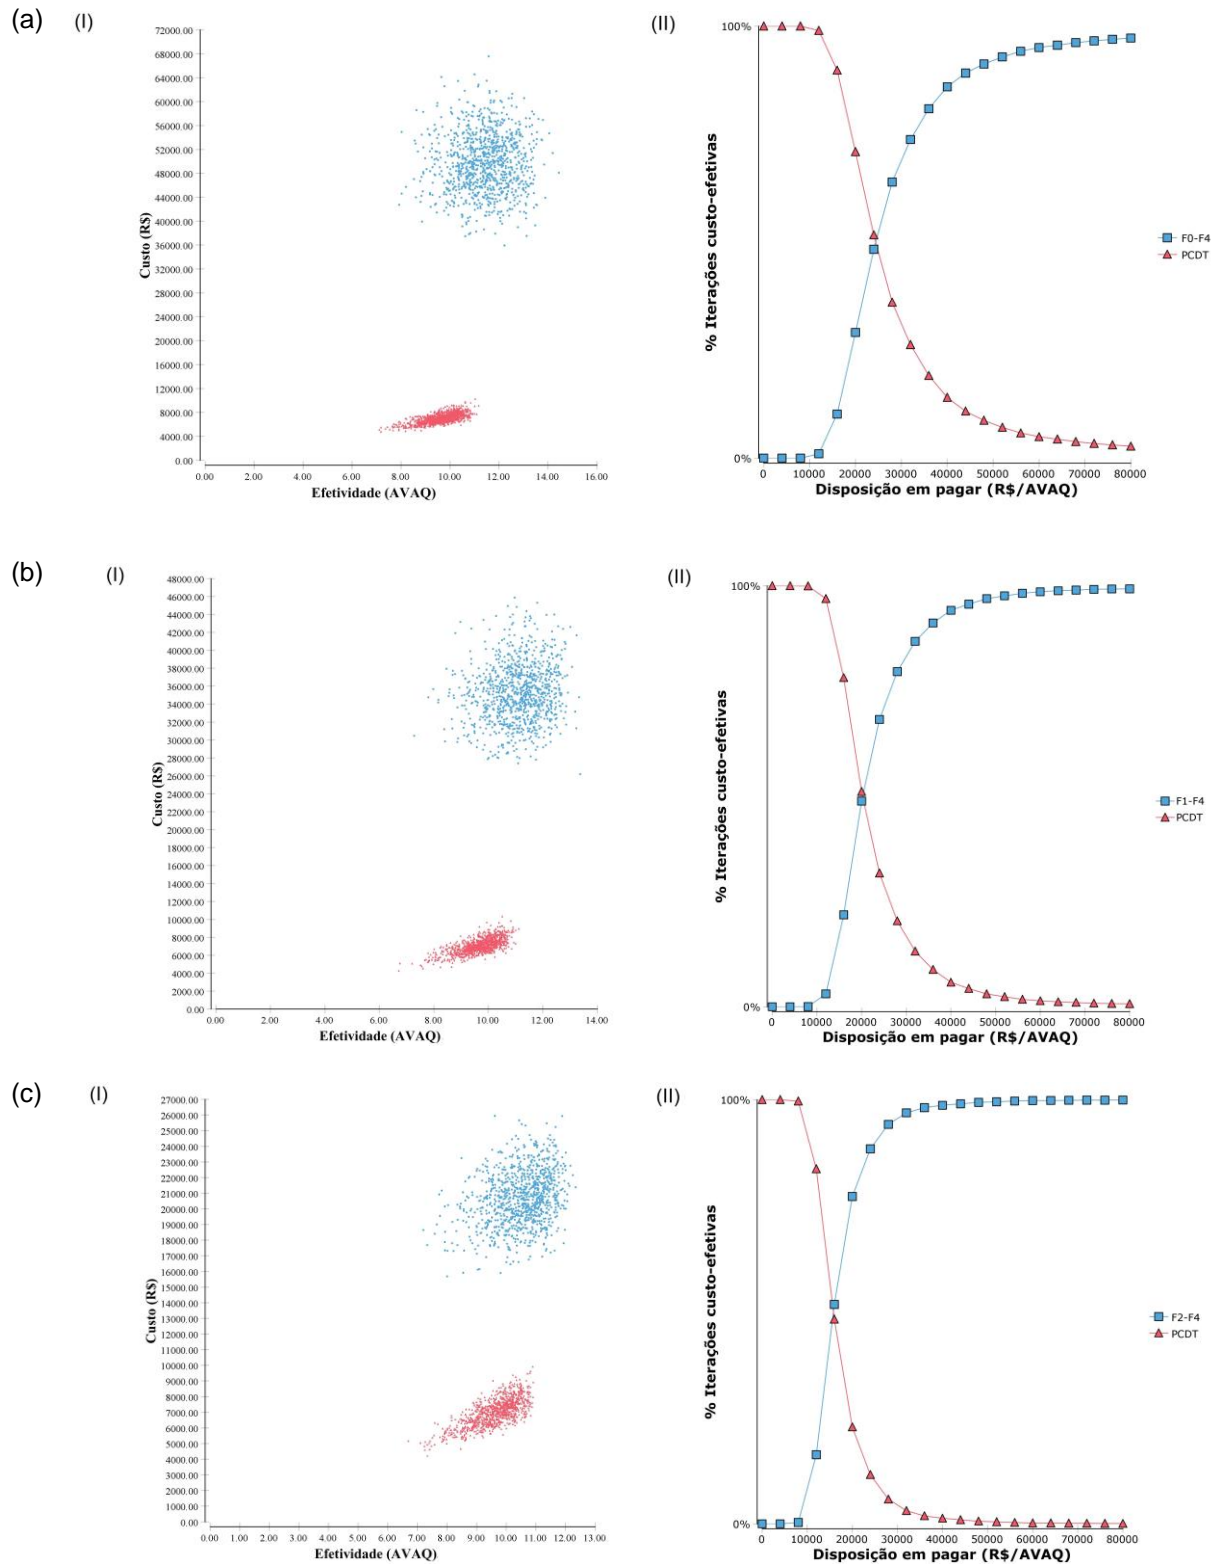 (a)
(I)
72000.00
68000.00
64000.00
60000.00
56000.00
52000.00
48000.00
44000.00
40000.00
36000.00
32000.00
28000.00
24000.00
20000.00
16000.00
12000.00
8000.00
4000.00
0.00
Custo (R$)
0.00 2.00 4.00 6.00 8.00 10.00 12.00 14.00 16.00
Efetividade (AVAQ)
(II)
100%
0%
% Iterações custo-efetivas
F0-F4
PCDT
0 10000 20000 30000 40000 50000 60000 70000 80000
Disposição em pagar (R$/AVAQ)
(b)
(I)
48000.00
46000.00
44000.00
42000.00
40000.00
38000.00
36000.00
34000.00
32000.00
30000.00
28000.00
26000.00
24000.00
22000.00
20000.00
18000.00
16000.00
14000.00
12000.00
10000.00
8000.00
6000.00
4000.00
2000.00
0.00
Custo (R$)
0.00 2.00 4.00 6.00 8.00 10.00 12.00 14.00
Efetividade (AVAQ)
(II)
100%
0%
% Iterações custo-efetivas
F1-F4
PCDT
0 10000 20000 30000 40000 50000 60000 70000 80000
Disposição em pagar (R$/AVAQ)
(c)
(I)
27000.00
26000.00
25000.00
24000.00
23000.00
22000.00
21000.00
20000.00
19000.00
18000.00
17000.00
16000.00
15000.00
14000.00
13000.00
12000.00
11000.00
10000.00
9000.00
8000.00
7000.00
6000.00
5000.00
4000.00
3000.00
2000.00
1000.00
0.00
Custo (R$)
0.00 1.00 2.00 3.00 4.00 5.00 6.00 7.00 8.00 9.00 10.00 11.00 12.00 13.00
Efetividade (AVAQ)
(II)
100%
0%
% Iterações custo-efetivas
F2-F4
PCDT
0 10000 20000 30000 40000 50000 60000 70000 80000
Disposição em pagar (R$/AVAQ)